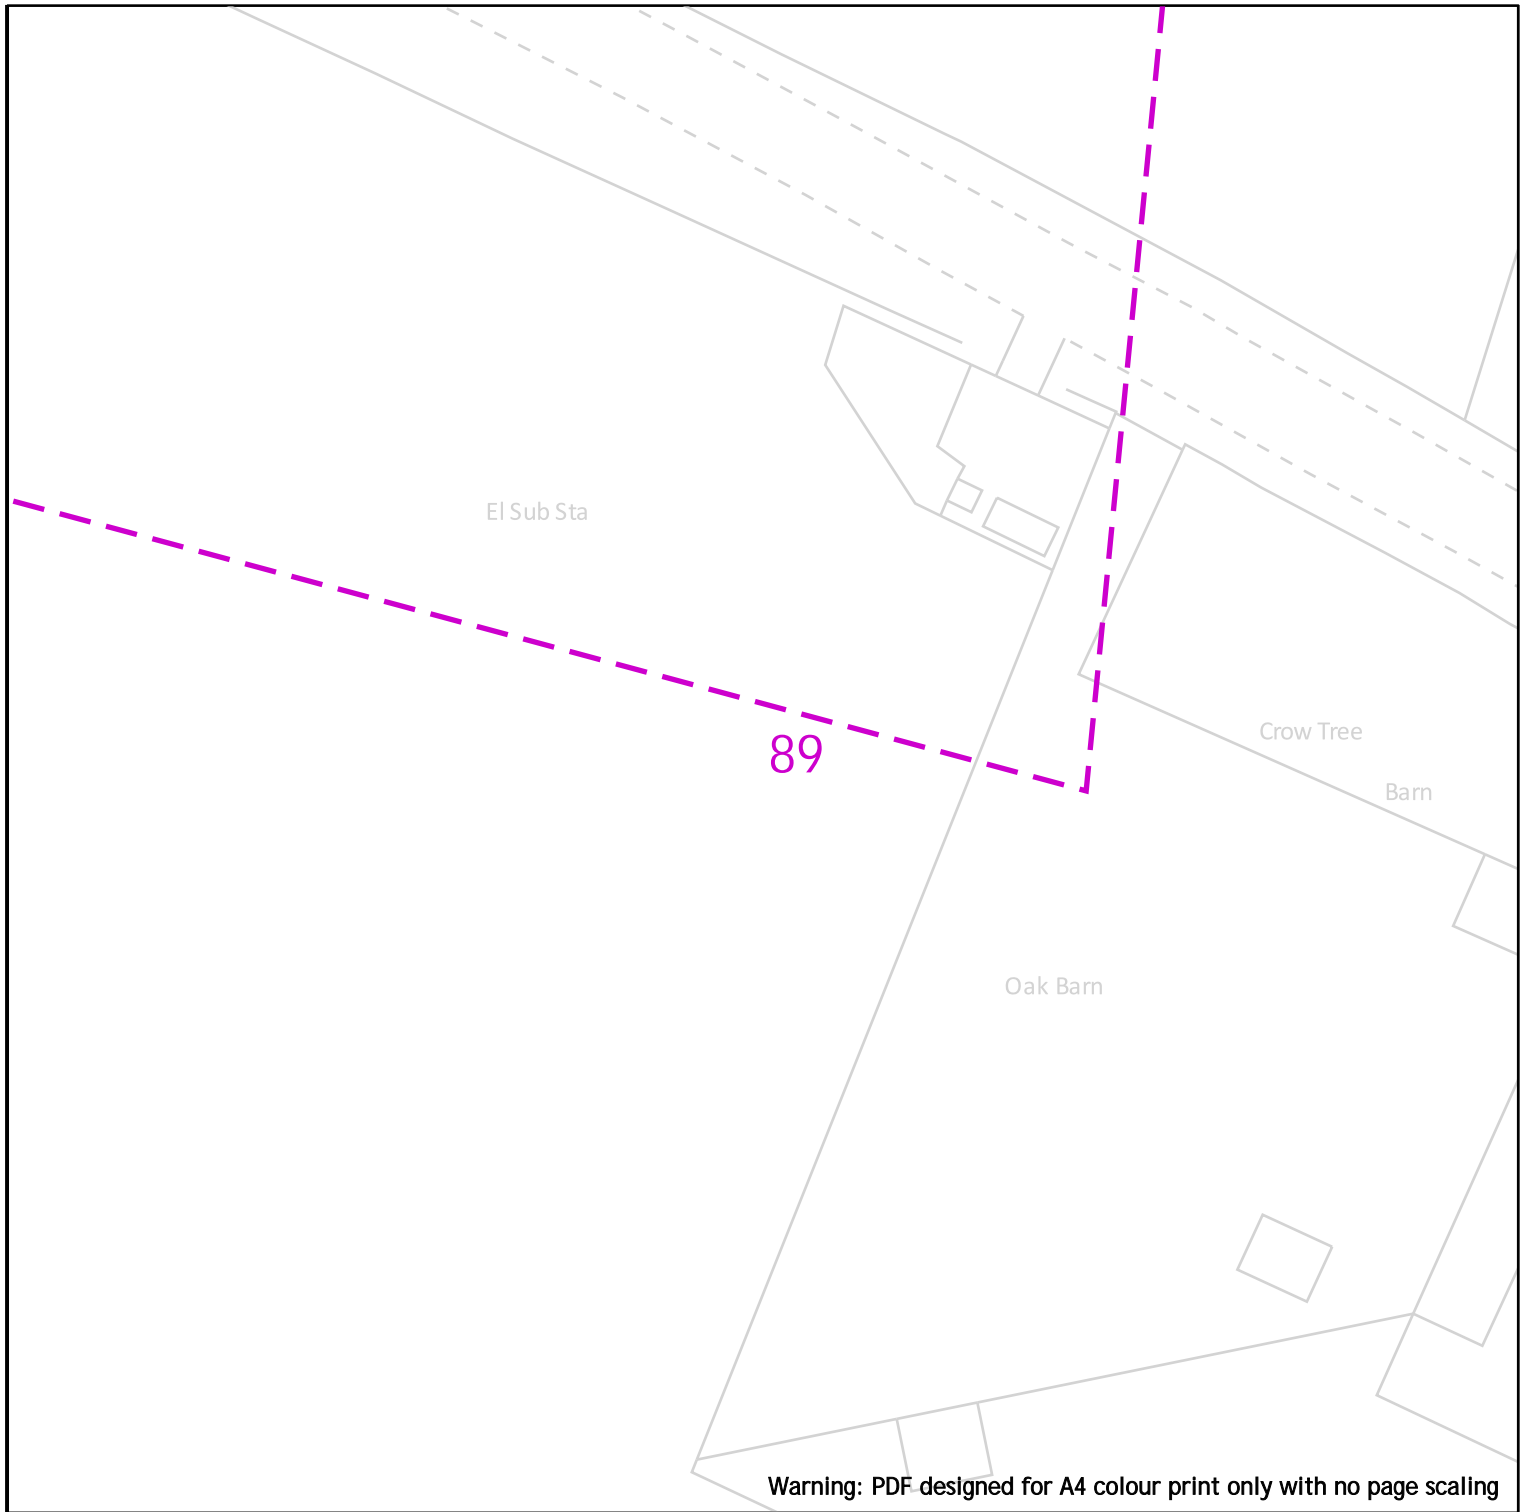 El Sub Sta
Crow Tree
89
Barn
Oak Barn
Warning: PDF designed for A4 colour print only with no page scaling